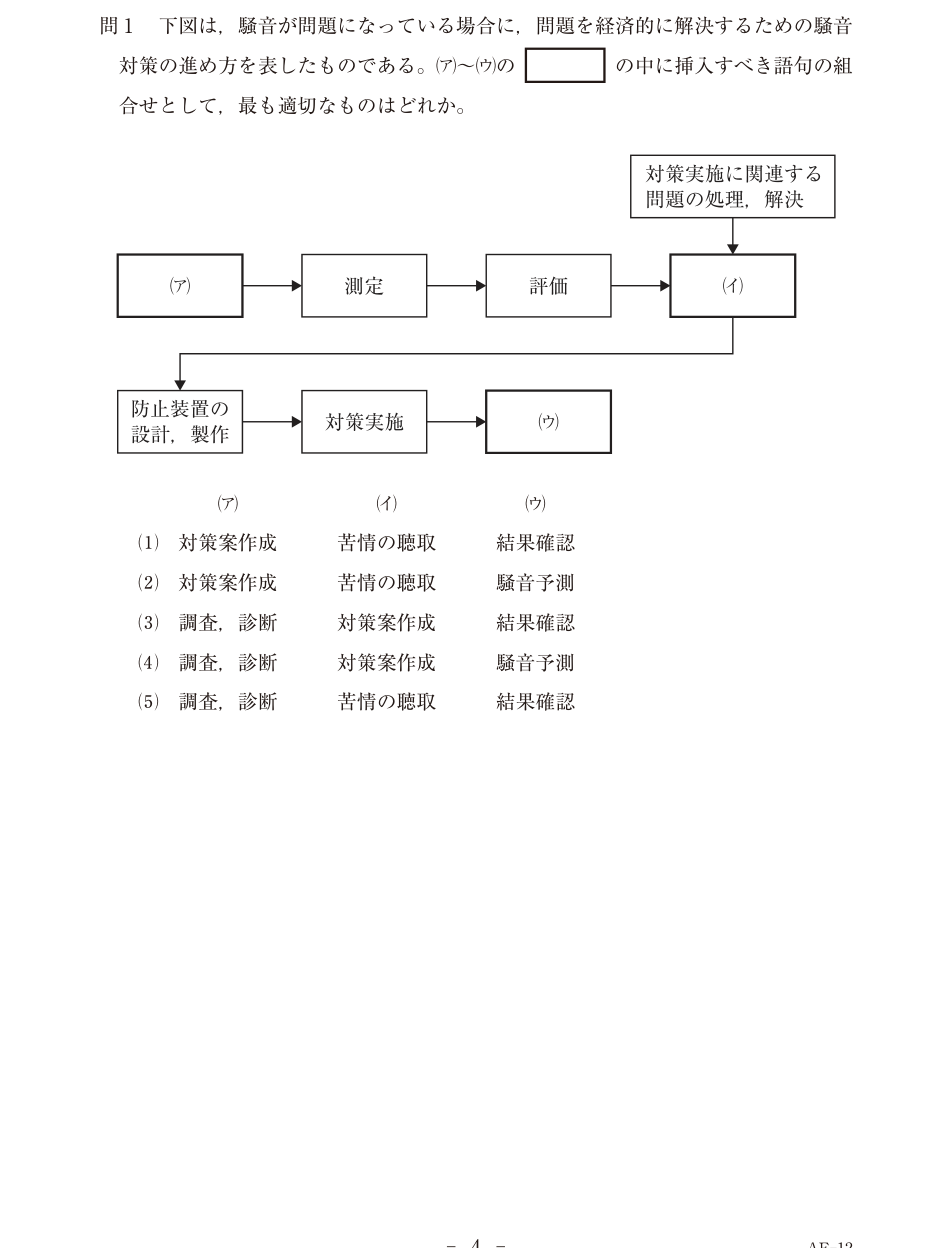 問1　下図は，騒音が問題になっている場合に，問題を経済的に解決するための騒音
対策の進め方を表したものである。㋐～㋒の　　　　の中に挿入すべき語句の組
合せとして，最も適切なものはどれか。
対策実施に関連する
問題の処理，解決
(ア)
測定
評価
(イ)
防止装置の
設計，製作
対策実施
(ウ)
(ア)　(イ)　(ウ)
(1)　対策案作成　苦情の聴取　結果確認
(2)　対策案作成　苦情の聴取　騒音予測
(3)　調査，診断　対策案作成　結果確認
(4)　調査，診断　対策案作成　騒音予測
(5)　調査，診断　苦情の聴取　結果確認
－ 4 －
AE-12